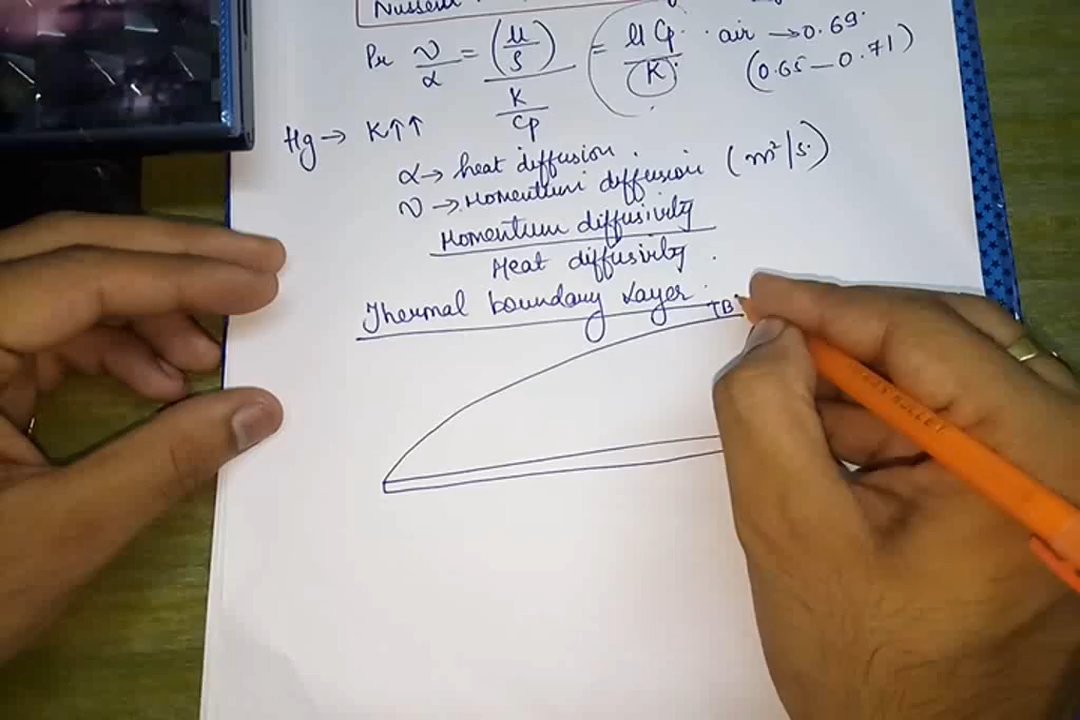 Nusselt
Pr ν/α = (μ/ρ)/(K/Cp) = μCp/(K) . air → 0.69.
(0.65 – 0.71)
Hg → K↑↑
α → heat diffusion.
ν → Momentum diffusion (m²/s.)
Momentum diffusivity
Heat diffusivity.
Thermal boundary Layer.
TB